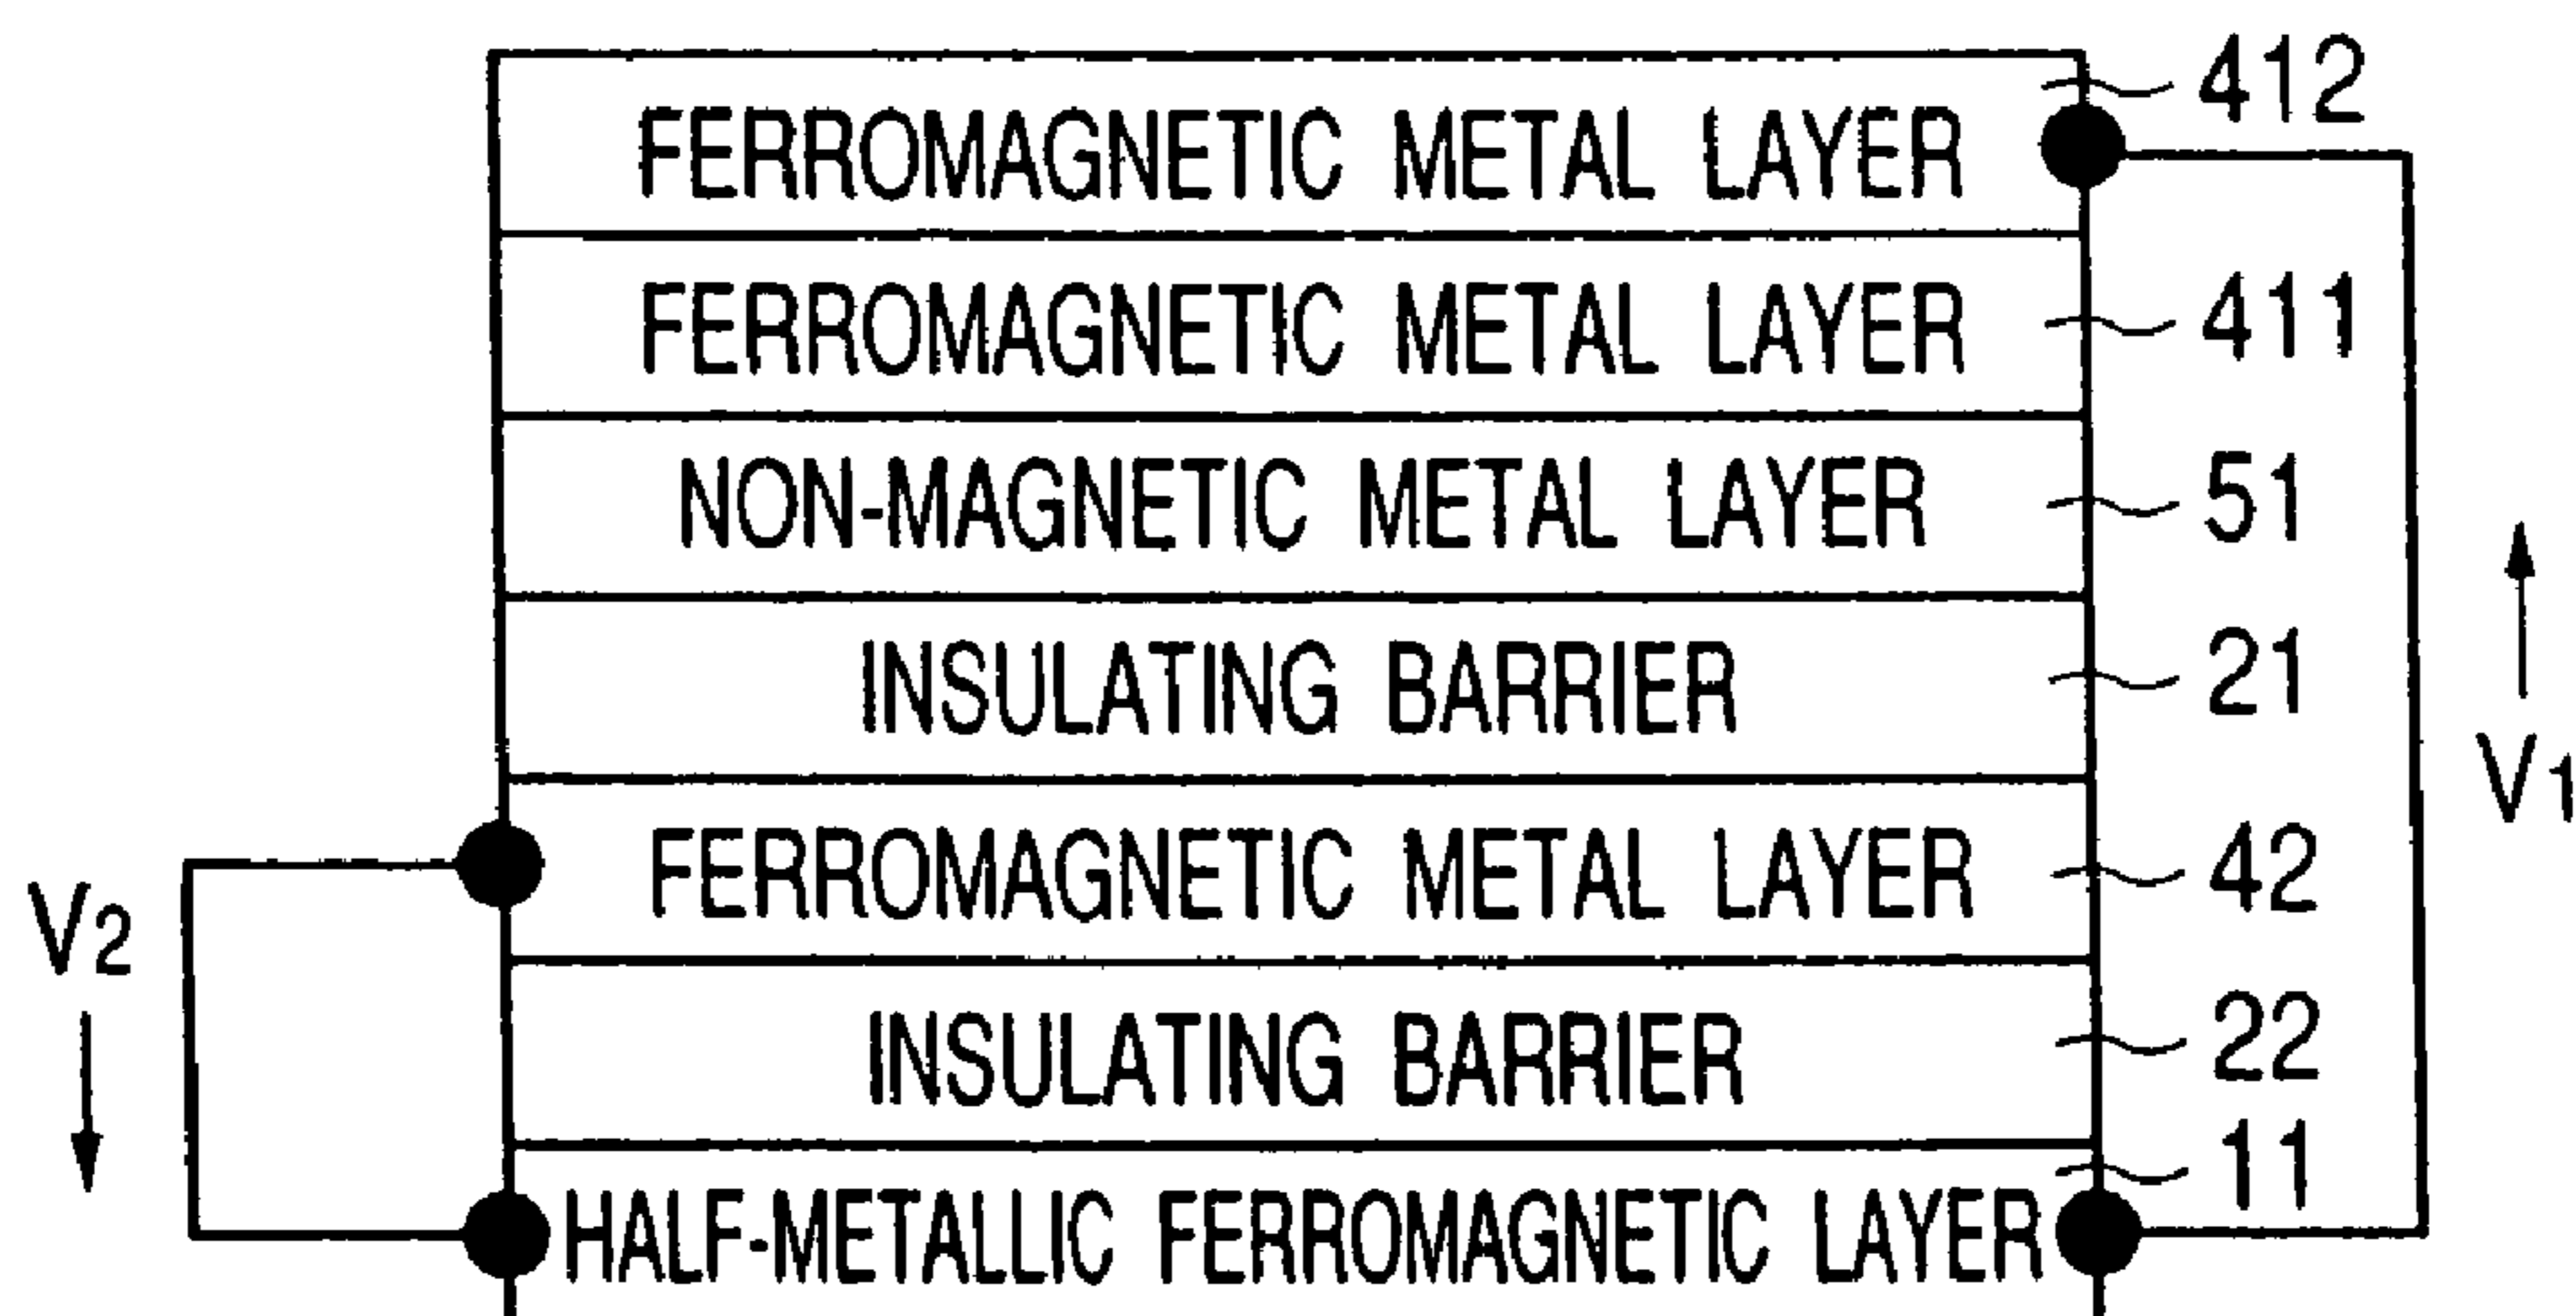 FERROMAGNETIC METAL LAYER 412
FERROMAGNETIC METAL LAYER 411
NON-MAGNETIC METAL LAYER 51
INSULATING BARRIER 21
V1
FERROMAGNETIC METAL LAYER 42
V2
INSULATING BARRIER 22
HALF-METALLIC FERROMAGNETIC LAYER 11